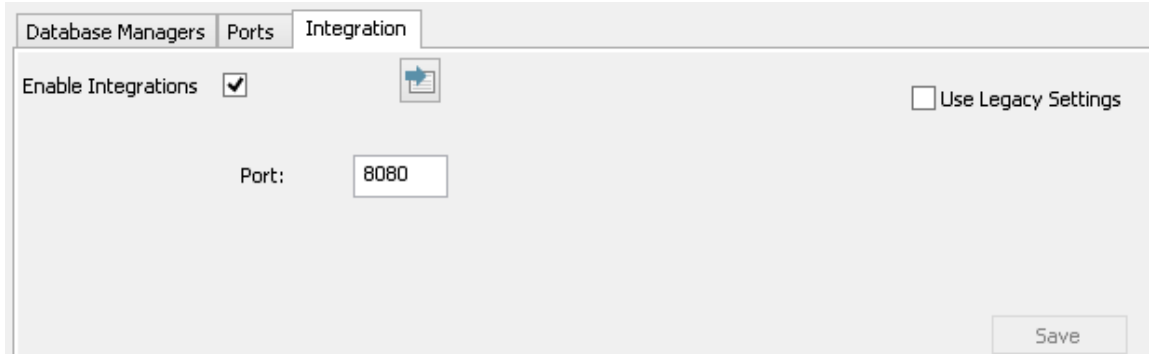 Database Managers Ports Integration
Enable Integrations
Use Legacy Settings
Port: 8080
Save